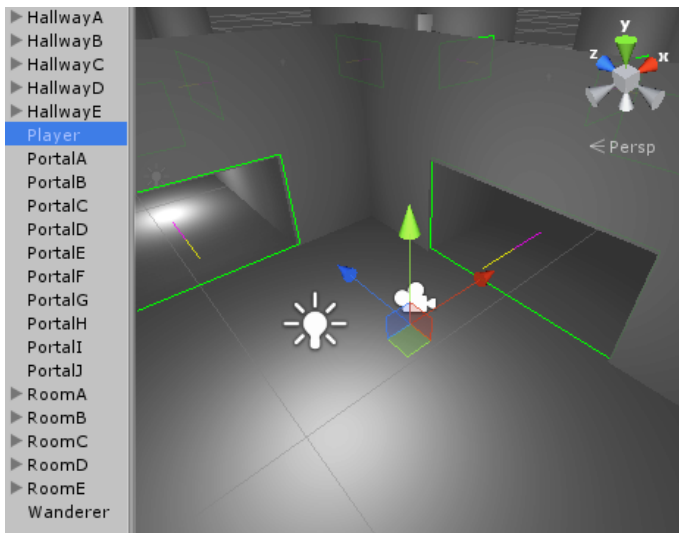 HallwayA
HallwayB
HallwayC
HallwayD
HallwayE
Player
PortalA
PortalB
PortalC
PortalD
PortalE
PortalF
PortalG
PortalH
PortalI
PortalJ
RoomA
RoomB
RoomC
RoomD
RoomE
Wanderer
y
z
x
Persp